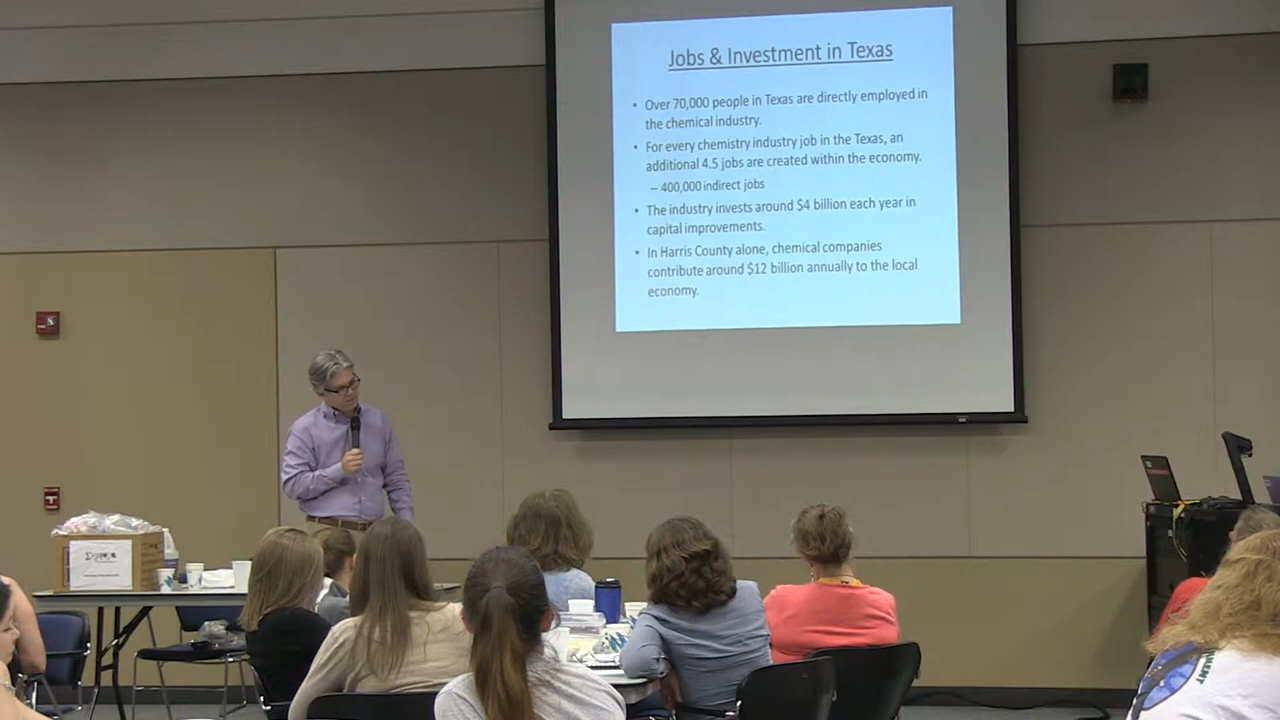 Jobs & Investment in Texas
• Over 70,000 people in Texas are directly employed in
the chemical industry.
• For every chemistry industry job in the Texas, an
additional 4.5 jobs are created within the economy.
– 400,000 indirect jobs
• The industry invests around $4 billion each year in
capital improvements.
• In Harris County alone, chemical companies
contribute around $12 billion annually to the local
economy.